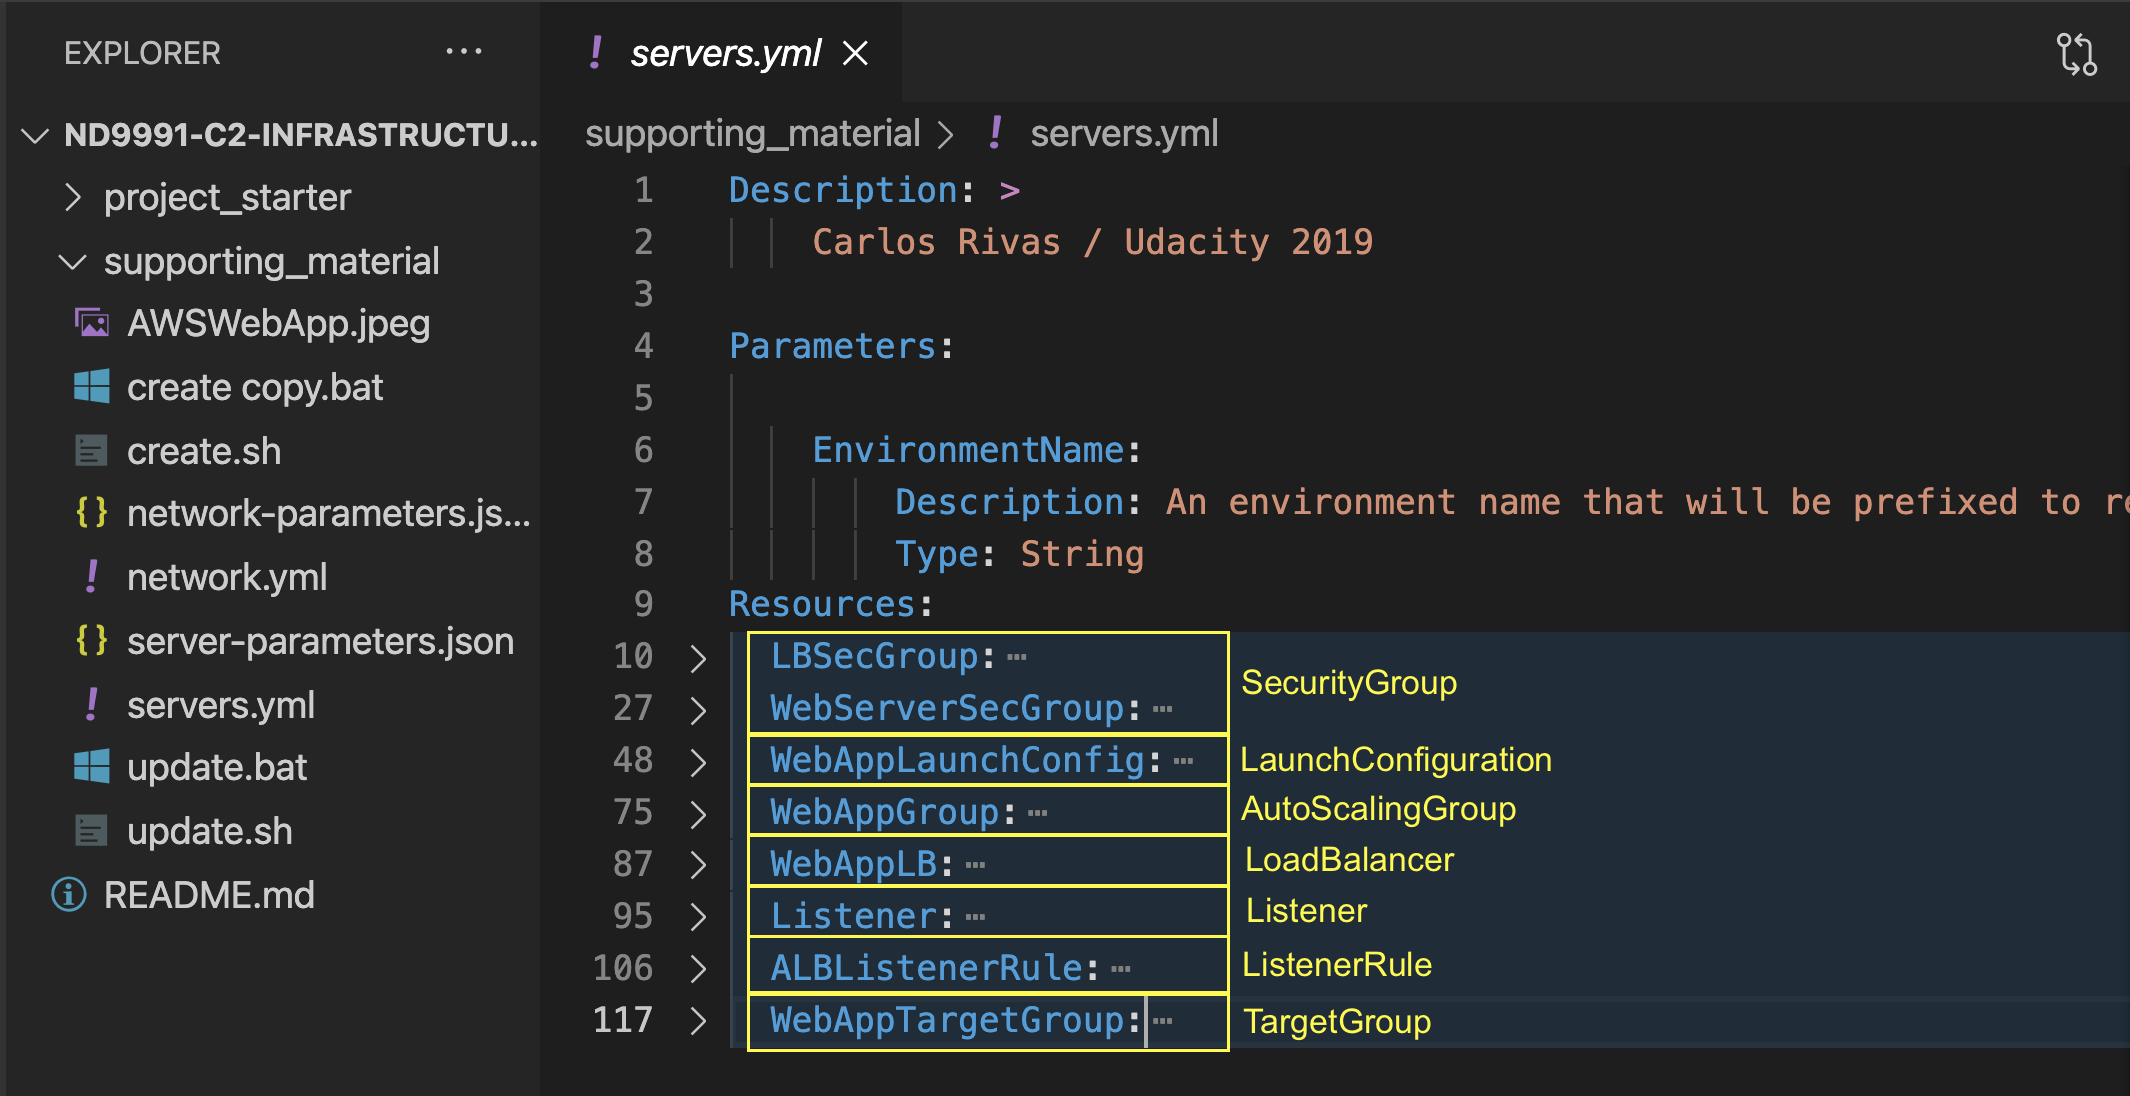 EXPLORER
ND9991-C2-INFRASTRUCTU...
project_starter
supporting_material
AWSWebApp.jpeg
create copy.bat
create.sh
network-parameters.js...
network.yml
server-parameters.json
servers.yml
update.bat
update.sh
README.md
servers.yml
supporting_material > servers.yml
1 Description: >
2 Carlos Rivas / Udacity 2019
3
4 Parameters:
5
6 EnvironmentName:
7 Description: An environment name that will be prefixed to re
8 Type: String
9 Resources:
10 LBSecGroup: ...
SecurityGroup
27 WebServerSecGroup: ...
48 WebAppLaunchConfig: ... LaunchConfiguration
75 WebAppGroup: ... AutoScalingGroup
87 WebAppLB: ... LoadBalancer
95 Listener: ... Listener
106 ALBListenerRule: ... ListenerRule
117 WebAppTargetGroup: ... TargetGroup